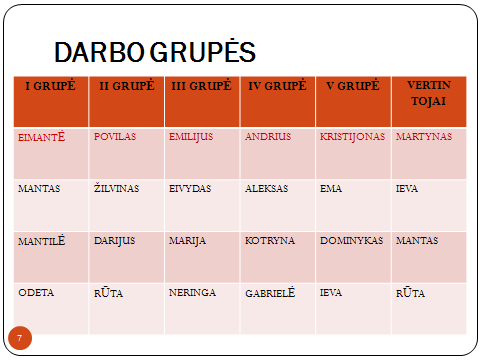 DARBO GRUPĖS
I GRUPĖ II GRUPĖ III GRUPĖ IV GRUPĖ V GRUPĖ VERTIN
TOJAI
EIMANTĖ POVILAS EMILIJUS ANDRIUS KRISTIJONAS MARTYNAS
MANTAS ŽILVINAS EIVYDAS ALEKSAS EMA IEVA
MANTILĖ DARIJUS MARIJA KOTRYNA DOMINYKAS MANTAS
ODETA RŪTA NERINGA GABRIELĖ IEVA RŪTA
7